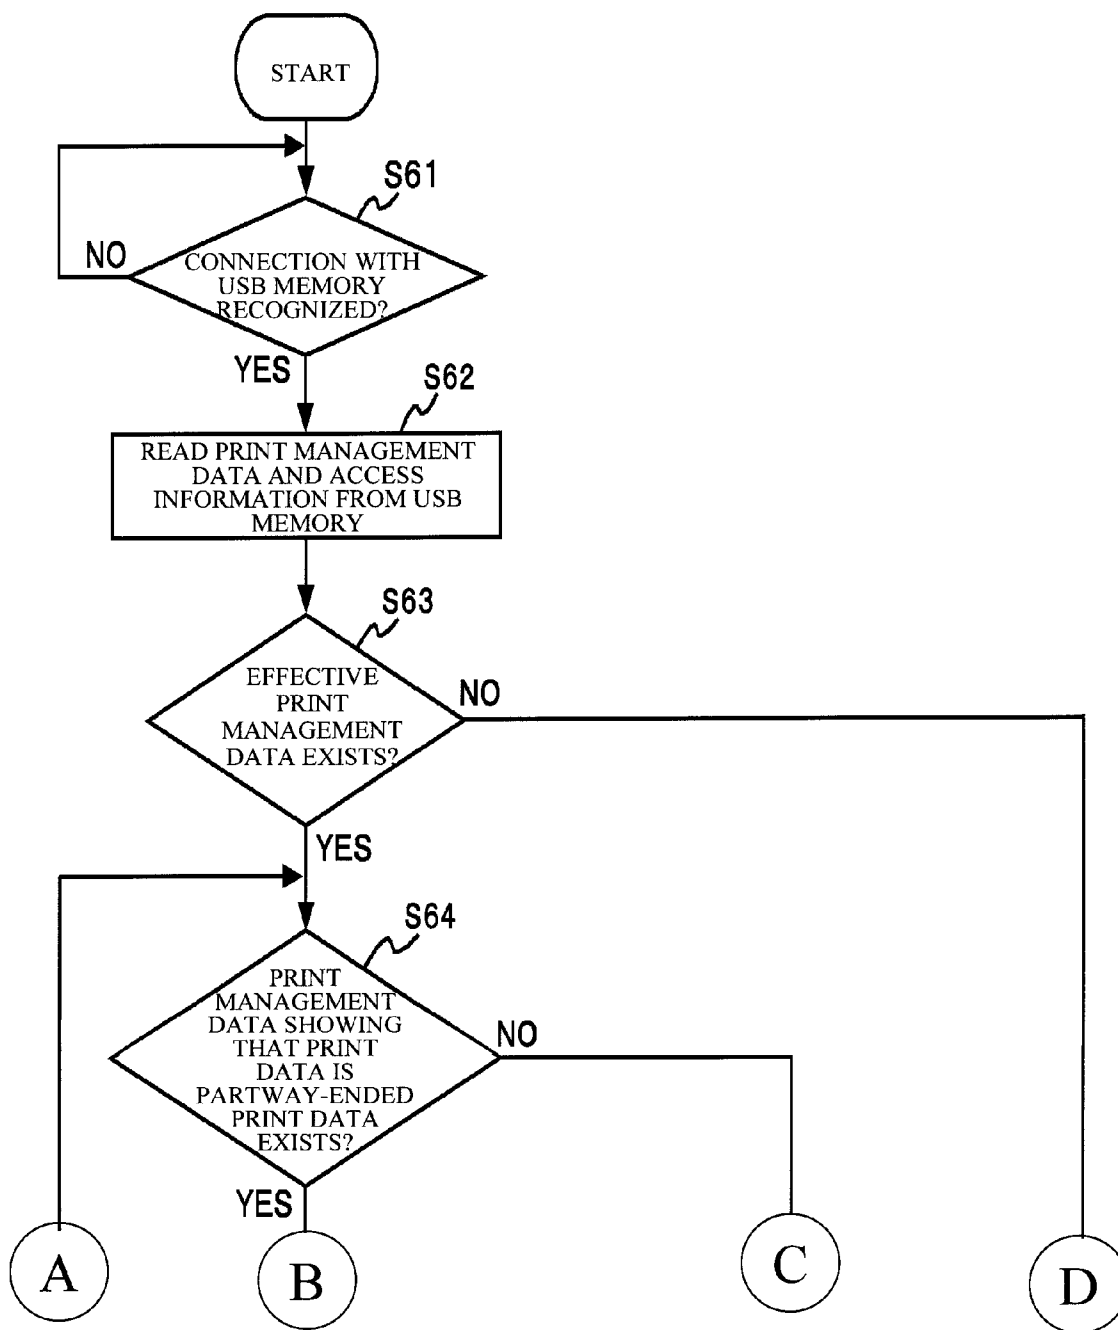 START
S61
NO
CONNECTION WITH
USB MEMORY
RECOGNIZED?
YES
S62
READ PRINT MANAGEMENT
DATA AND ACCESS
INFORMATION FROM USB
MEMORY
S63
EFFECTIVE
PRINT
MANAGEMENT
DATA EXISTS?
NO
YES
S64
PRINT
MANAGEMENT
DATA SHOWING
THAT PRINT
DATA IS
PARTWAY-ENDED
PRINT DATA
EXISTS?
NO
YES
A
B
C
D